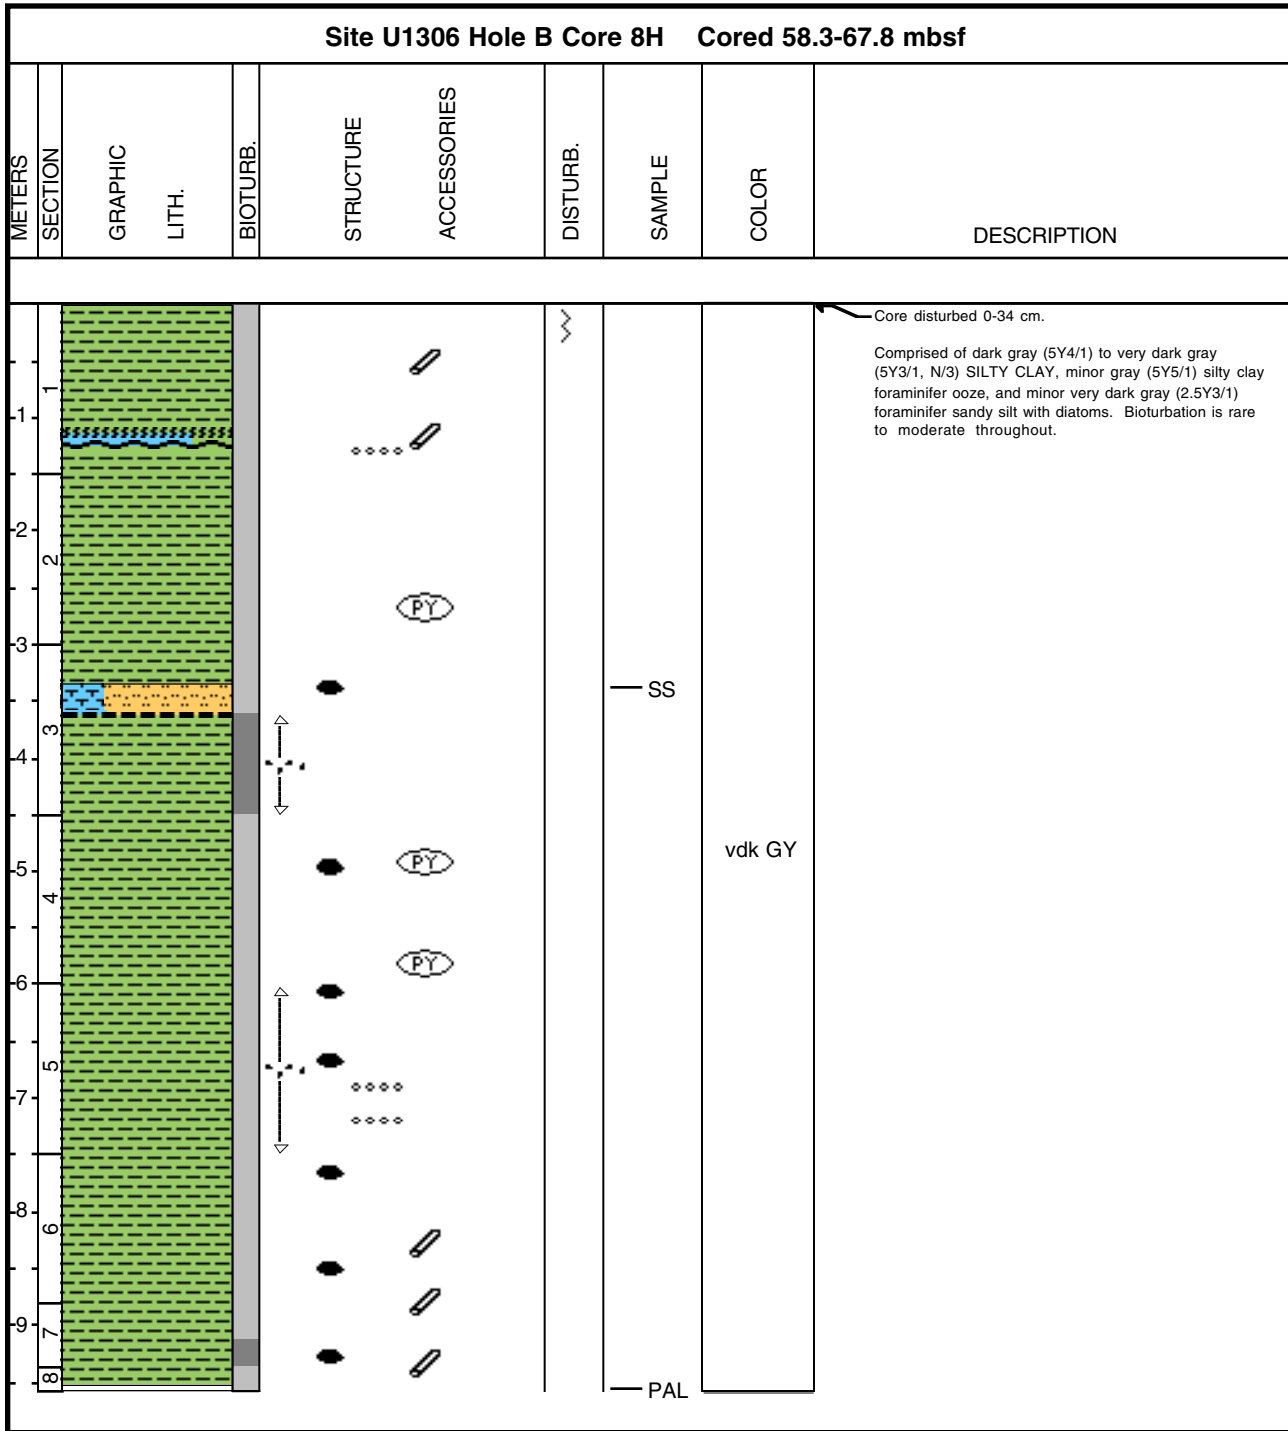 Site U1306 Hole B Core 8H Cored 58.3-67.8 mbsf
METERS
SECTION
GRAPHIC
LITH.
BIOTURB.
STRUCTURE
ACCESSORIES
DISTURB.
SAMPLE
COLOR
DESCRIPTION
Core disturbed 0-34 cm.
Comprised of dark gray (5Y4/1) to very dark gray
(5Y3/1, N/3) SILTY CLAY, minor gray (5Y5/1) silty clay
foraminifer ooze, and minor very dark gray (2.5Y3/1)
foraminifer sandy silt with diatoms. Bioturbation is rare
to moderate throughout.
1
1
2
2
PY
3
SS
3
4
vdk GY
5
PY
4
PY
6
5
7
8
6
9
7
8
PAL